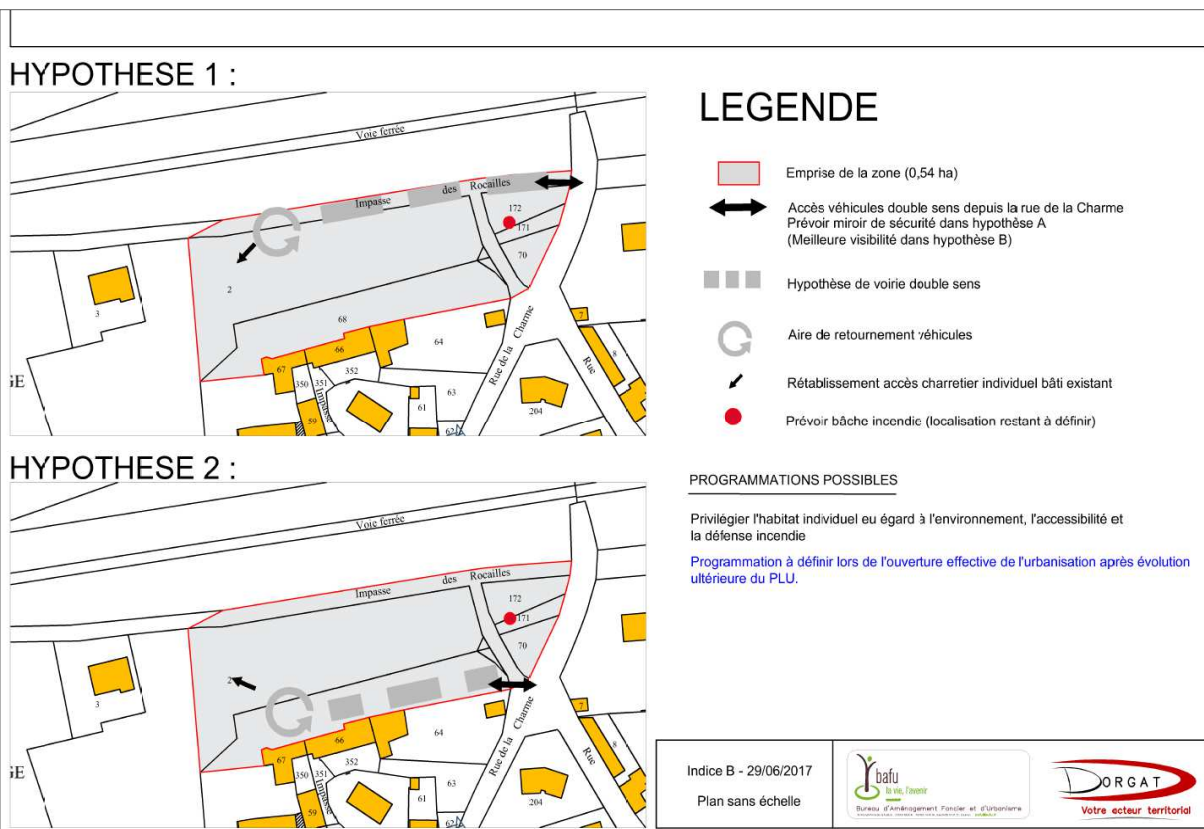 HYPOTHESE 1 :
Voie ferrée
Impasse
des
Rocailles
172
171
70
2
3
68
64
7
8
66
67
350
351
352
Impasse
59
61
63
62
204
Rue de la Charme
Rue
GE
LEGENDE
Emprise de la zone (0,54 ha)
Accès véhicules double sens depuis la rue de la Charme
Prévoir miroir de sécurité dans hypothèse A
(Meilleure visibilité dans hypothèse B)
Hypothèse de voirie double sens
Aire de retournement véhicules
Rétablissement accès charretier individuel bâti existant
Prévoir bâche incendie (localisation restant à définir)
HYPOTHESE 2 :
Voie ferrée
Impasse
des
Rocailles
172
171
70
2
3
64
7
8
66
67
350
351
352
Impasse
59
61
63
62
204
Rue de la Charme
Rue
GE
PROGRAMMATIONS POSSIBLES
Privilégier l'habitat individuel eu égard à l'environnement, l'accessibilité et
la défense incendie
Programmation à définir lors de l'ouverture effective de l'urbanisation après évolution
ultérieure du PLU.
Indice B - 29/06/2017
Plan sans échelle
bafu
la vie, l'avenir
Bureau d'Aménagement Foncier et d'Urbanisme
DORGAT
Votre acteur territorial